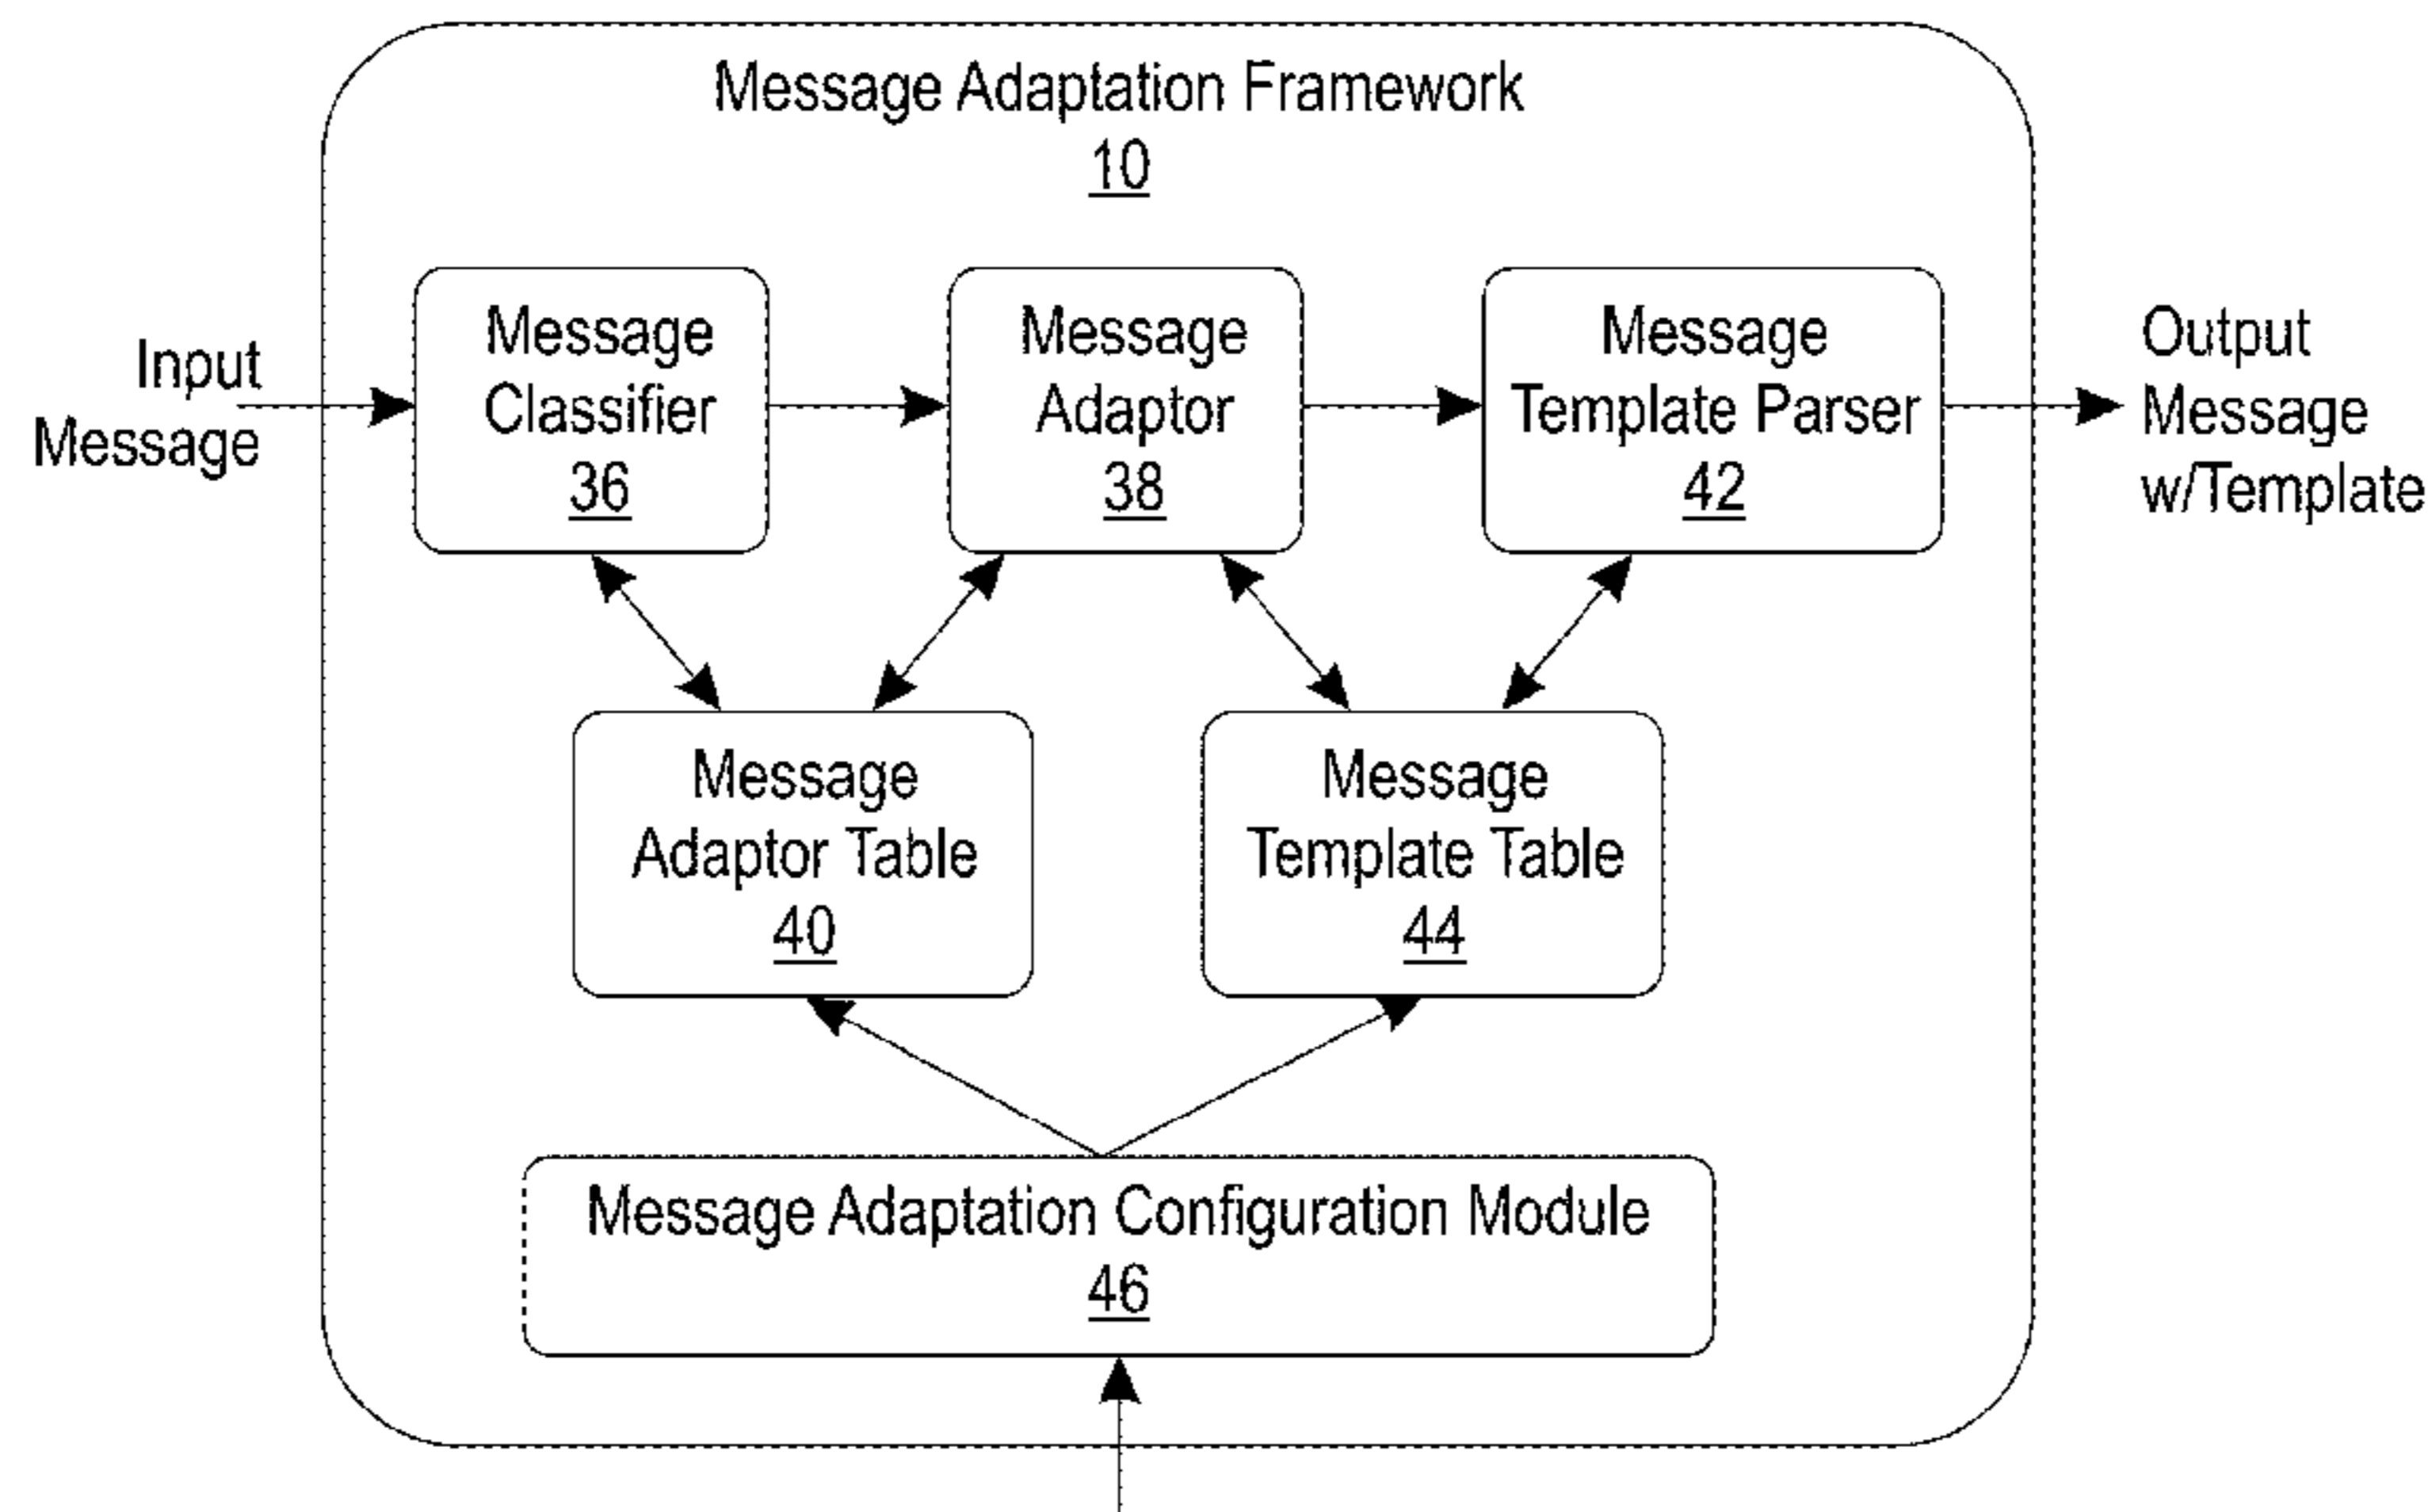 Message Adaptation Framework
10
Input
Message
Message
Classifier
36
Message
Adaptor
38
Message
Template Parser
42
Output
Message
w/Template
Message
Adaptor Table
40
Message
Template Table
44
Message Adaptation Configuration Module
46